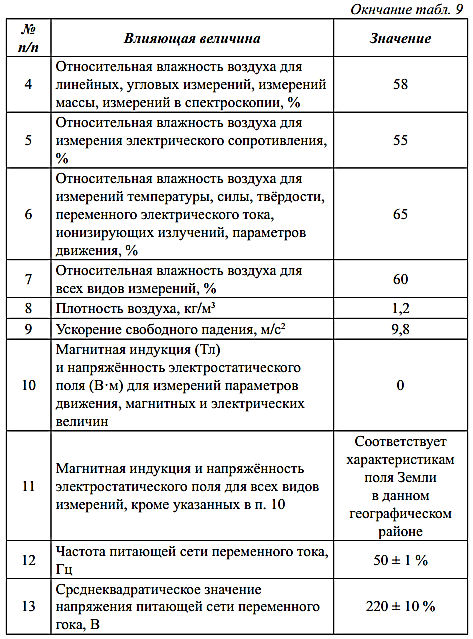 Окнчание табл. 9
№ п/п Влияющая величина Значение
4 Относительная влажность воздуха для
линейных, угловых измерений, измерений
массы, измерений в спектроскопии, % 58
5 Относительная влажность воздуха для
измерения электрического сопротивления,
% 55
6 Относительная влажность воздуха для
измерений температуры, силы, твёрдости,
переменного электрического тока,
ионизирующих излучений, параметров
движения, % 65
7 Относительная влажность воздуха для
всех видов измерений, % 60
8 Плотность воздуха, кг/м³ 1,2
9 Ускорение свободного падения, м/с² 9,8
10 Магнитная индукция (Тл)
и напряжённость электростатического
поля (В·м) для измерений параметров
движения, магнитных и электрических
величин 0
11 Магнитная индукция и напряжённость
электростатического поля для всех видов
измерений, кроме указанных в п. 10
Соответствует
характеристикам
поля Земли
в данном
географическом
районе
12 Частота питающей сети переменного тока,
Гц 50 ± 1 %
13 Срсднеквадратическое значение
напряжения питающей сети переменного
гока, В 220 ± 10 %